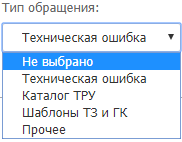 Тип обращения:
Техническая ошибка
Не выбрано
Техническая ошибка
Каталог ТРУ
Шаблоны ТЗ и ГК
Прочее